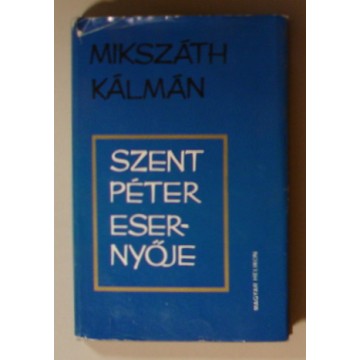 MIKSZÁTH
KÁLMÁN
SZENT
PÉTER
ESER-
NYŐJE
MAGYAR HELIKON